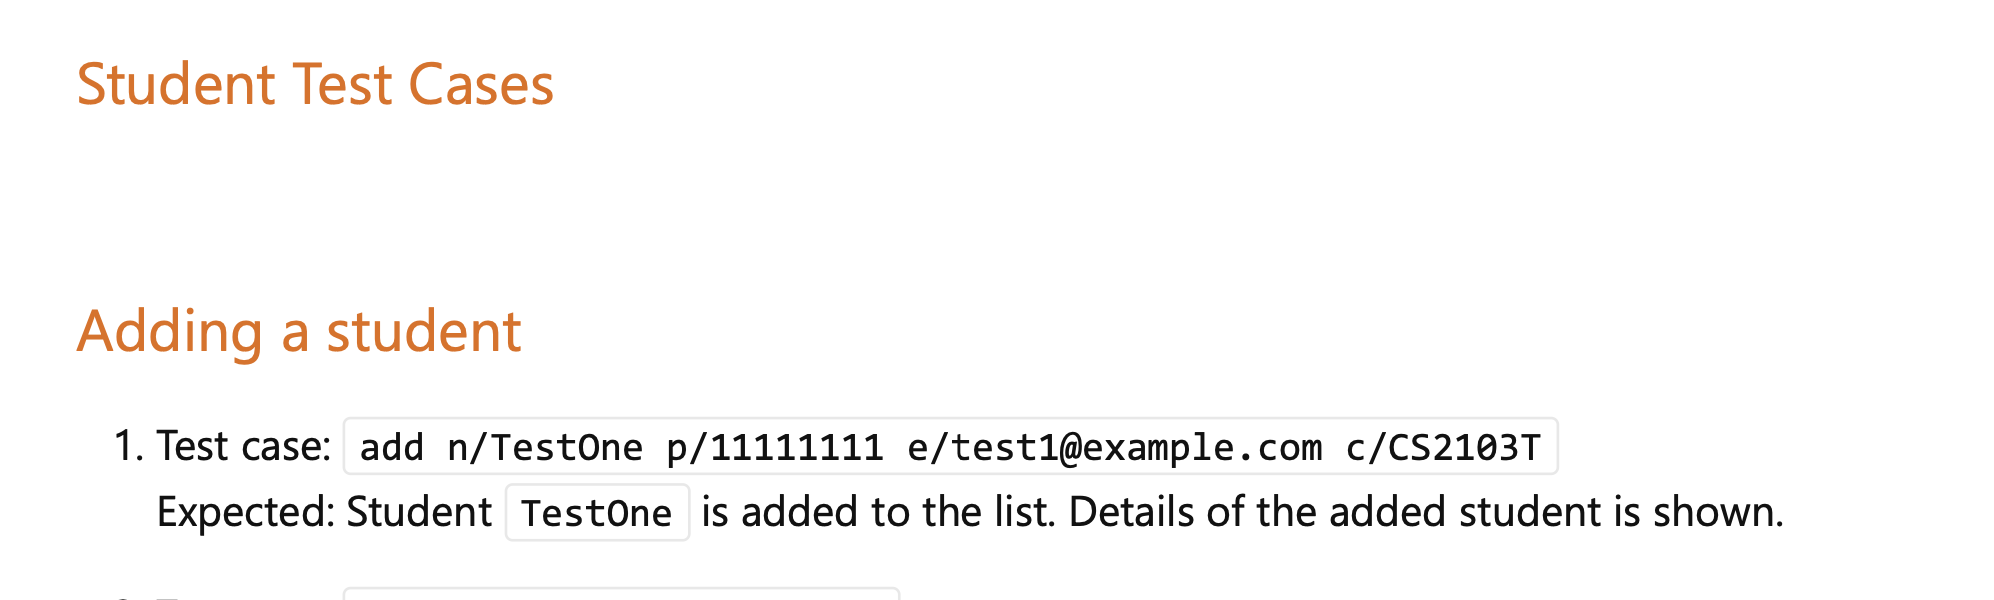 Student Test Cases
Adding a student
1. Test case: add n/TestOne p/11111111 e/test1@example.com c/CS2103T
Expected: Student TestOne is added to the list. Details of the added student is shown.